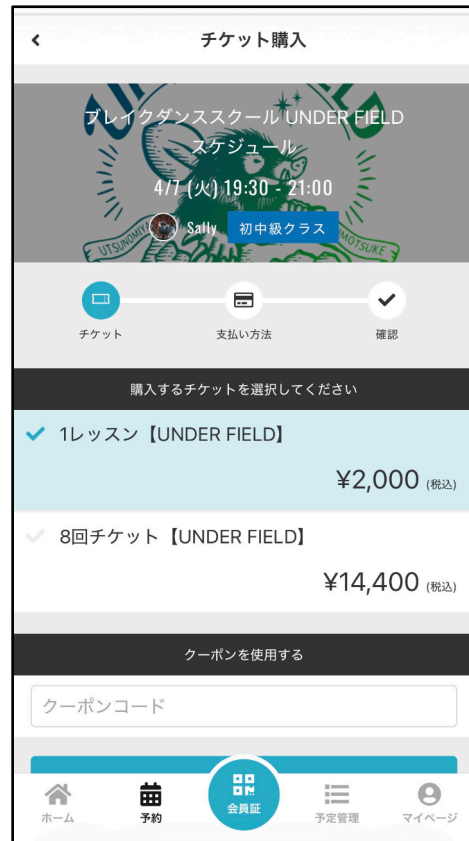 チケット購入
ブレイクダンススクール UNDER FIELD
スケジュール
4/7 (火) 19:30 - 21:00
Sally 初中級クラス
UTSUNOMIYA
SHIMOTSUKE
チケット
支払い方法
確認
購入するチケットを選択してください
1レッスン【UNDER FIELD】
¥2,000 (税込)
8回チケット【UNDER FIELD】
¥14,400 (税込)
クーポンを使用する
クーポンコード
ホーム
予約
会員証
予定管理
マイページ